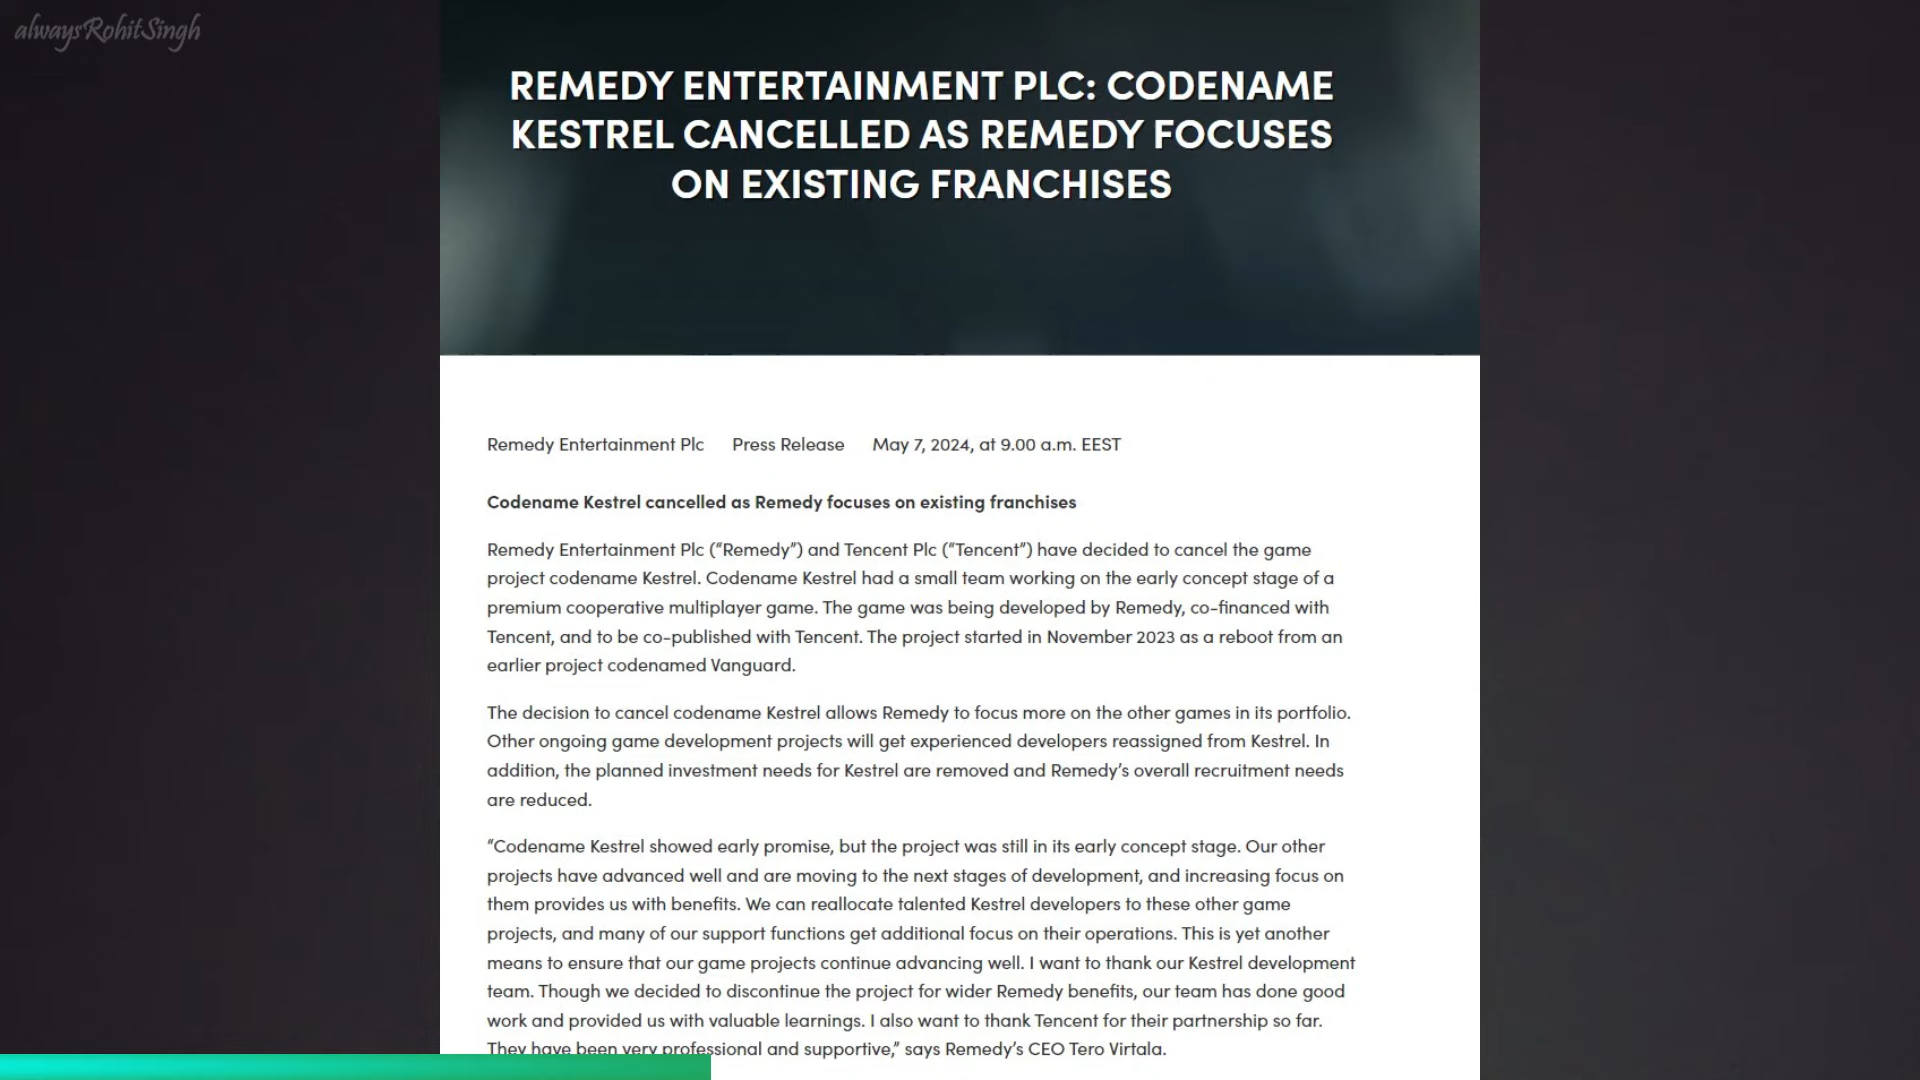 alwaysRohitSingh
REMEDY ENTERTAINMENT PLC: CODENAME
KESTREL CANCELLED AS REMEDY FOCUSES
ON EXISTING FRANCHISES
Remedy Entertainment Plc Press Release May 7, 2024, at 9.00 a.m. EEST
Codename Kestrel cancelled as Remedy focuses on existing franchises
Remedy Entertainment Plc (“Remedy”) and Tencent Plc (“Tencent”) have decided to cancel the game
project codename Kestrel. Codename Kestrel had a small team working on the early concept stage of a
premium cooperative multiplayer game. The game was being developed by Remedy, co-financed with
Tencent, and to be co-published with Tencent. The project started in November 2023 as a reboot from an
earlier project codenamed Vanguard.
The decision to cancel codename Kestrel allows Remedy to focus more on the other games in its portfolio.
Other ongoing game development projects will get experienced developers reassigned from Kestrel. In
addition, the planned investment needs for Kestrel are removed and Remedy’s overall recruitment needs
are reduced.
“Codename Kestrel showed early promise, but the project was still in its early concept stage. Our other
projects have advanced well and are moving to the next stages of development, and increasing focus on
them provides us with benefits. We can reallocate talented Kestrel developers to these other game
projects, and many of our support functions get additional focus on their operations. This is yet another
means to ensure that our game projects continue advancing well. I want to thank our Kestrel development
team. Though we decided to discontinue the project for wider Remedy benefits, our team has done good
work and provided us with valuable learnings. I also want to thank Tencent for their partnership so far.
They have been very professional and supportive,” says Remedy’s CEO Tero Virtala.